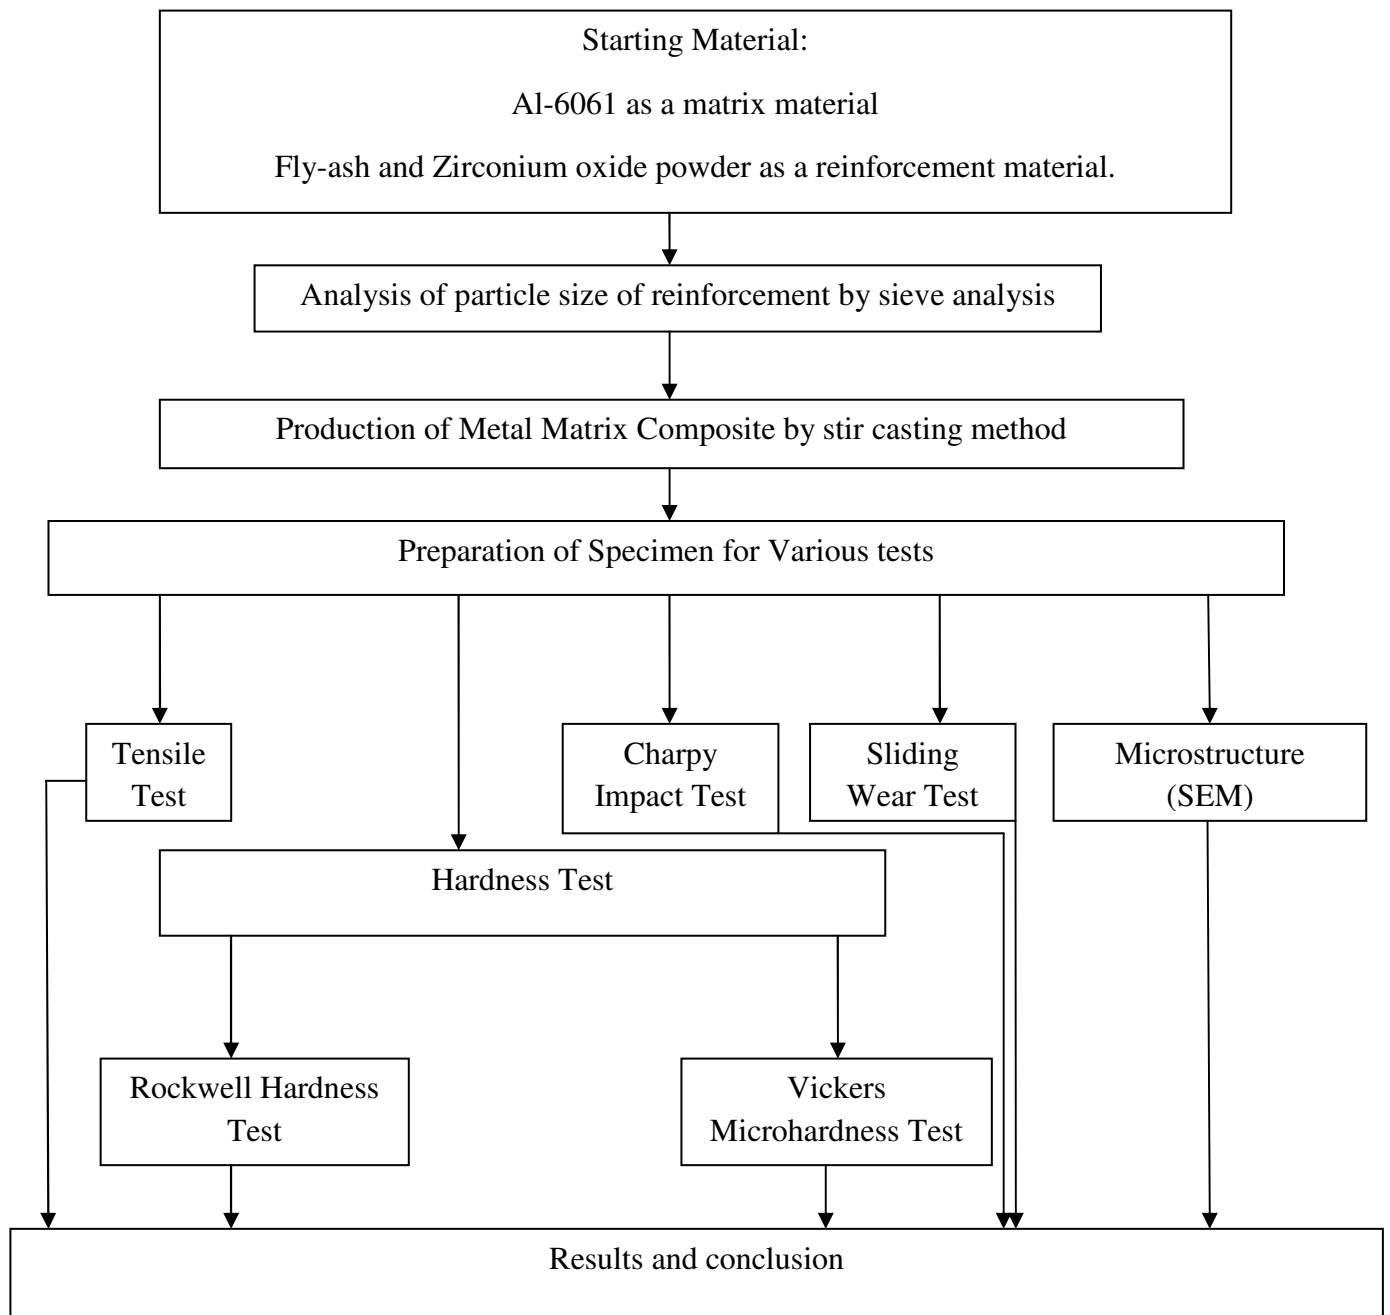 Starting Material:
Al-6061 as a matrix material
Fly-ash and Zirconium oxide powder as a reinforcement material.
Analysis of particle size of reinforcement by sieve analysis
Production of Metal Matrix Composite by stir casting method
Preparation of Specimen for Various tests
Tensile
Test
Charpy
Impact Test
Sliding
Wear Test
Microstructure
(SEM)
Hardness Test
Rockwell Hardness
Test
Vickers
Microhardness Test
Results and conclusion